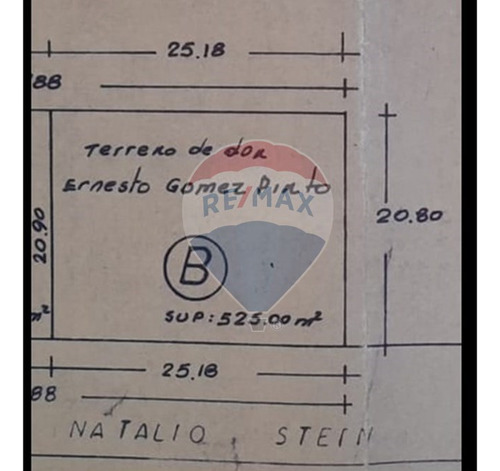 25.18
88
Terreno de don
Ernesto Gomez Pinto
RE/MAX
20.90
20.80
B
m²
SUP: 525.00 m²
25.18
88
NATALIO STEIN